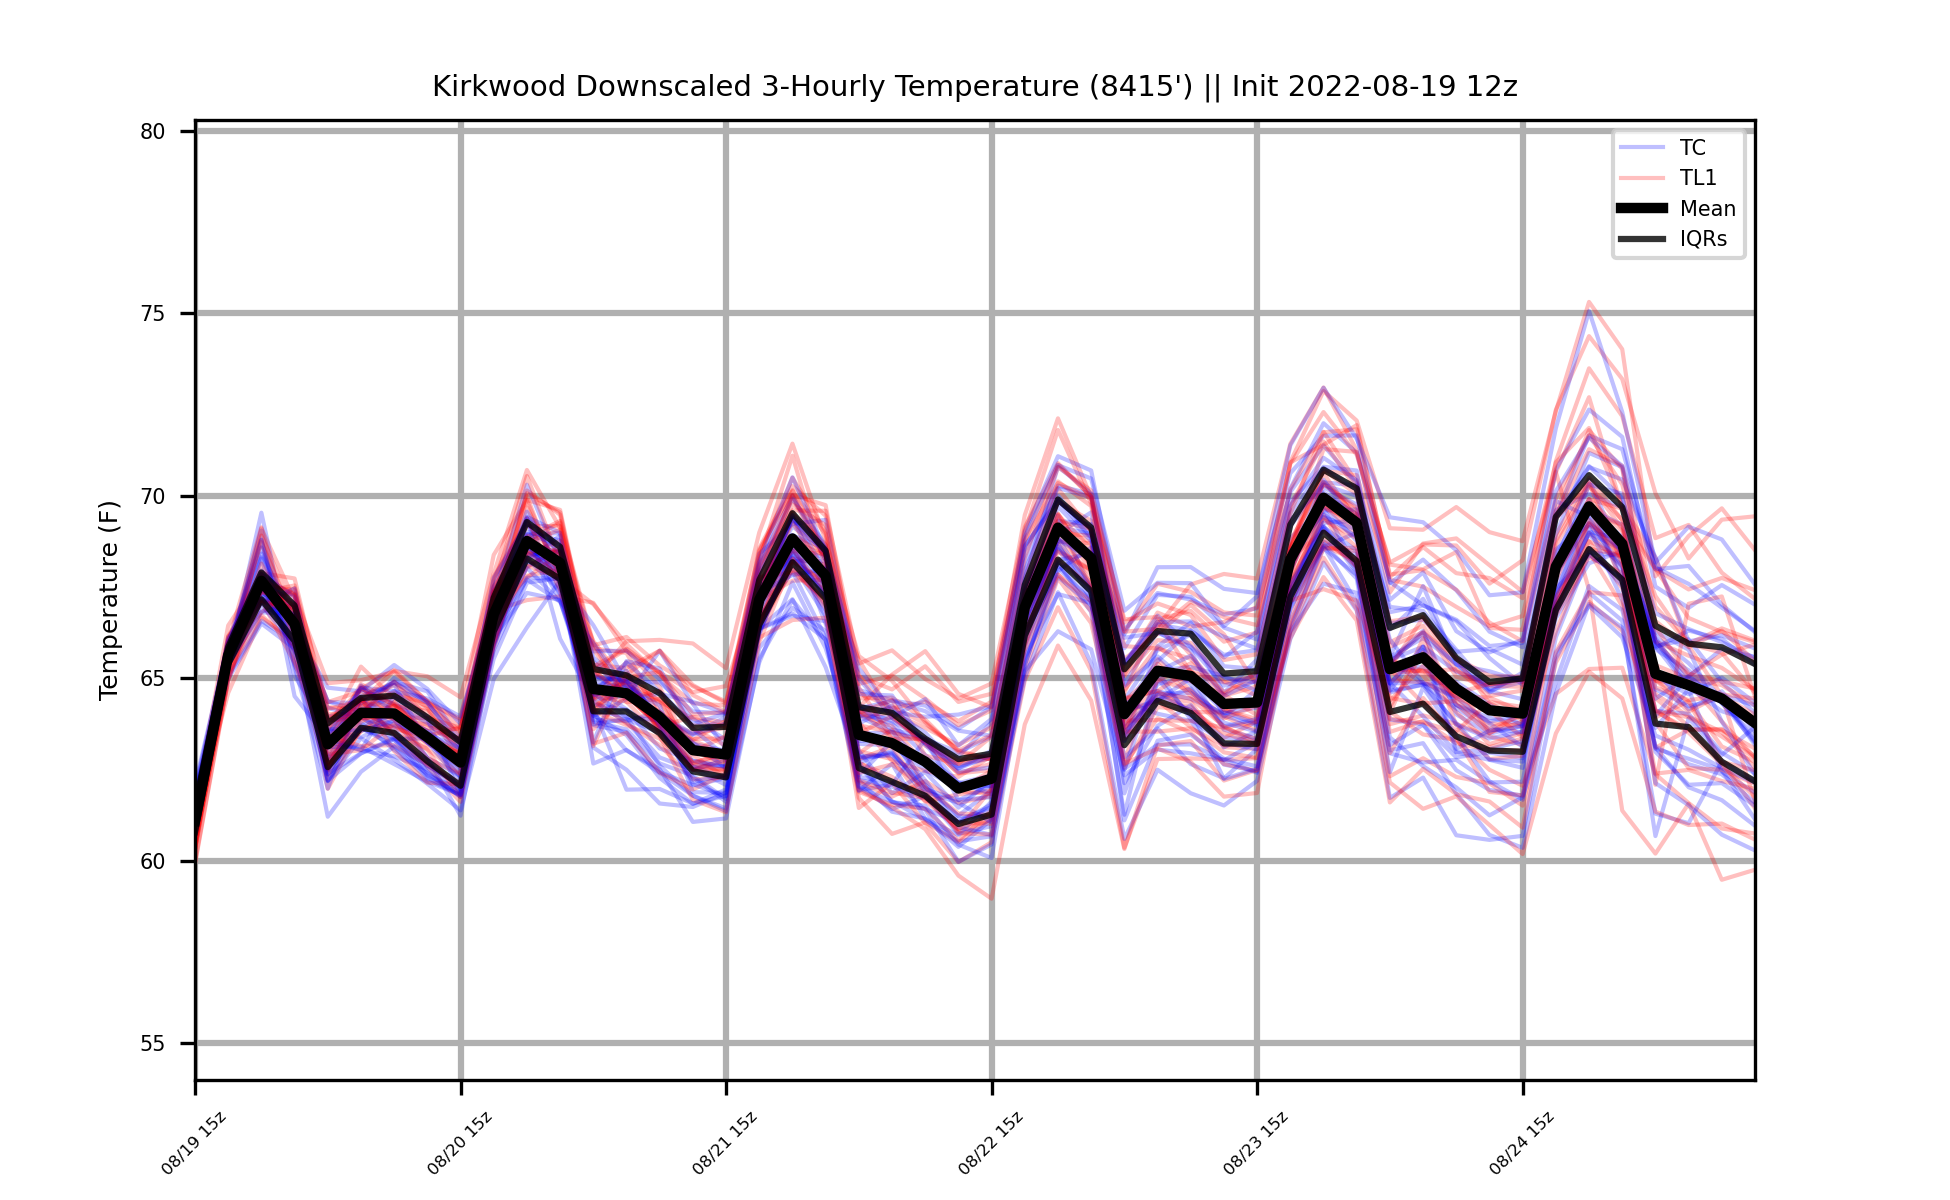 Kirkwood Downscaled 3-Hourly Temperature (8415') || Init 2022-08-19 12z
80
75
70
65
60
55
Temperature (F)
TC
TL1
Mean
IQRs
08/19 15z
08/20 15z
08/21 15z
08/22 15z
08/23 15z
08/24 15z